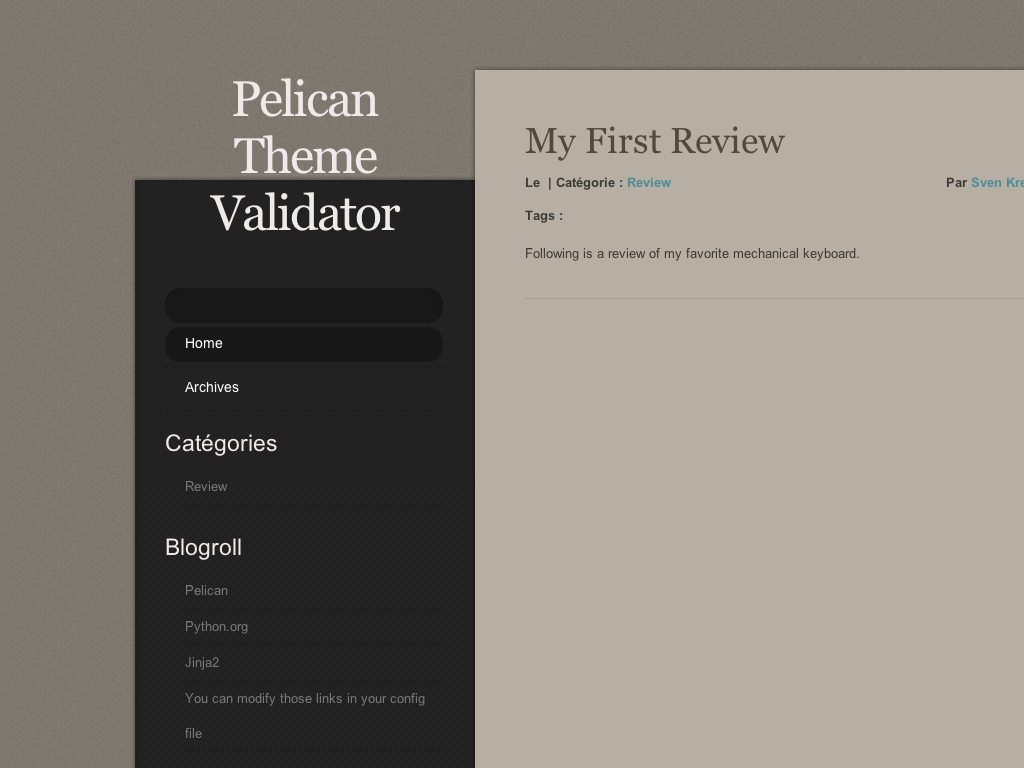 Pelican
Theme
Validator
Home
Archives
Catégories
Review
Blogroll
Pelican
Python.org
Jinja2
You can modify those links in your config
file
My First Review
Le | Catégorie : Review
Par Sven
Tags :
Following is a review of my favorite mechanical keyboard.